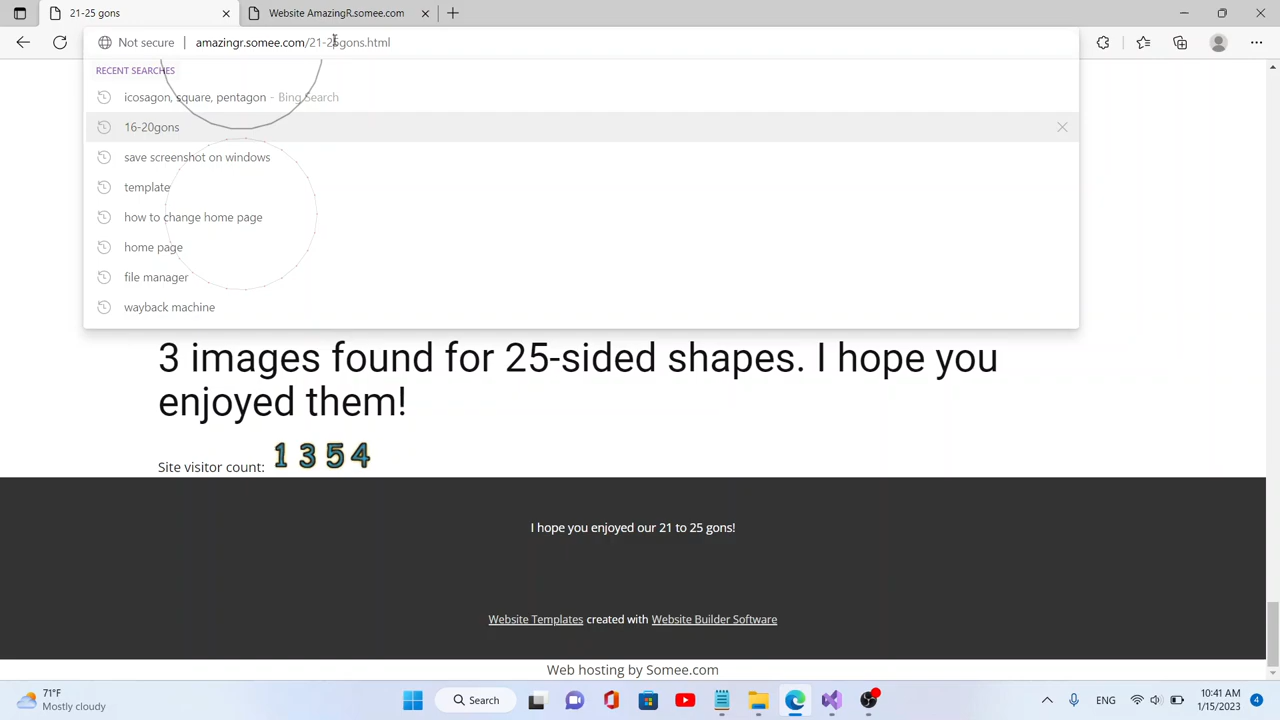 21-25 gons
Website AmazingR.somee.com
Not secure
amazingr.somee.com/21-25gons.html
RECENT SEARCHES
icosagon, square, pentagon - Bing Search
16-20gons
save screenshot on windows
template
how to change home page
home page
file manager
wayback machine
3 images found for 25-sided shapes. I hope you
enjoyed them!
Site visitor count: 1354
I hope you enjoyed our 21 to 25 gons!
Website Templates created with Website Builder Software
Web hosting by Somee.com
71°F
Mostly cloudy
Search
ENG
10:41 AM
1/15/2023
4